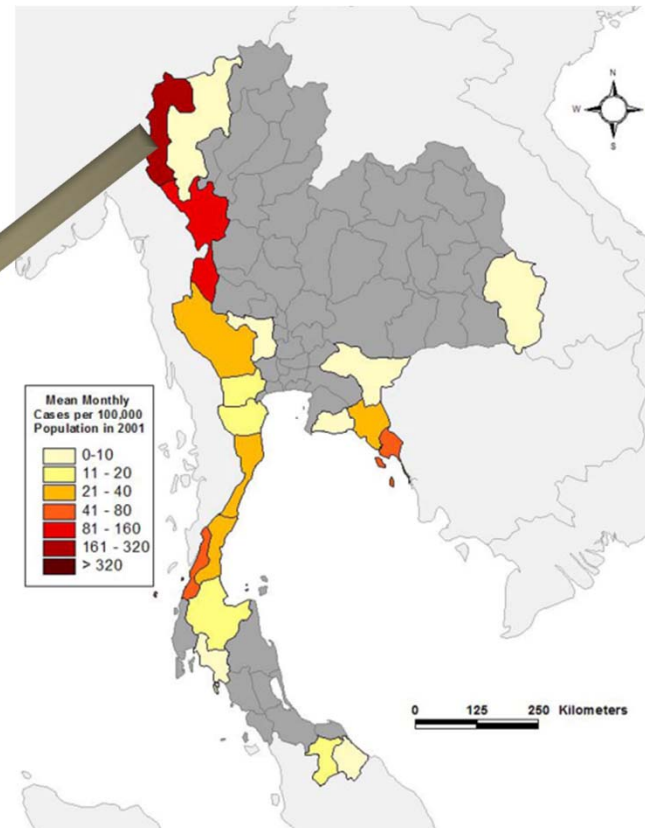 N
W
S
Mean Monthly
Cases per 100,000
Population in 2001
0-10
11 - 20
21 - 40
41 - 80
81 - 160
161 - 320
> 320
0 125 250 Kilometers